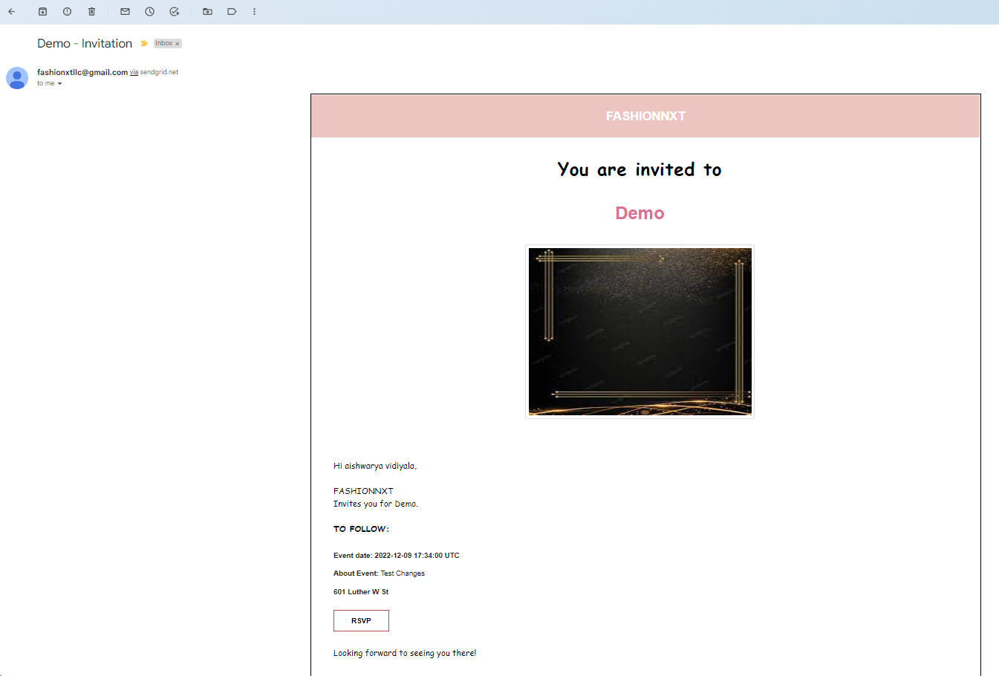 Demo - Invitation
Inbox ×
fashionxtllc@gmail.com via sendgrid.net
to me
FASHIONNXT
You are invited to
Demo
Hi aishwarya vidiyala,
FASHIONNXT
Invites you for Demo.
TO FOLLOW:
Event date: 2022-12-09 17:34:00 UTC
About Event: Test Changes
601 Luther W St
RSVP
Looking forward to seeing you there!